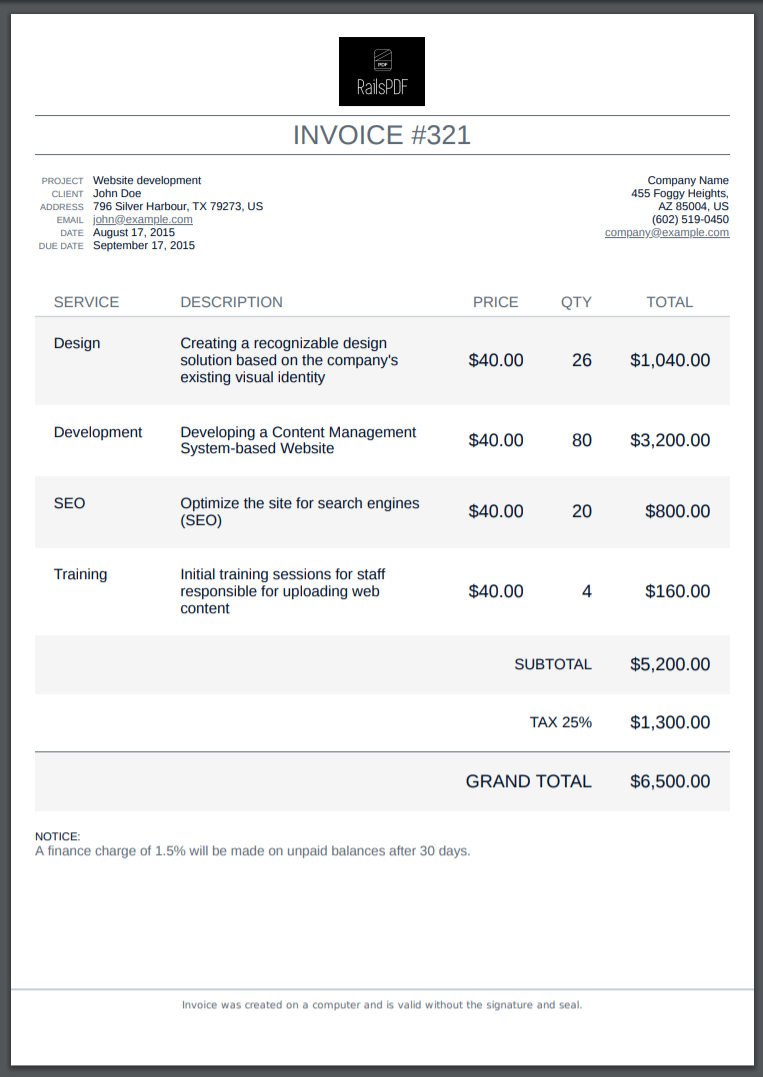 PDF
RailsPDF
INVOICE #321
PROJECT Website development
CLIENT John Doe
ADDRESS 796 Silver Harbour, TX 79273, US
EMAIL john@example.com
DATE August 17, 2015
DUE DATE September 17, 2015
Company Name
455 Foggy Heights,
AZ 85004, US
(602) 519-0450
company@example.com
SERVICE DESCRIPTION PRICE QTY TOTAL
Design Creating a recognizable design
solution based on the company's
existing visual identity
$40.00 26 $1,040.00
Development Developing a Content Management
System-based Website
$40.00 80 $3,200.00
SEO Optimize the site for search engines
(SEO)
$40.00 20 $800.00
Training Initial training sessions for staff
responsible for uploading web
content
$40.00 4 $160.00
SUBTOTAL $5,200.00
TAX 25% $1,300.00
GRAND TOTAL $6,500.00
NOTICE:
A finance charge of 1.5% will be made on unpaid balances after 30 days.
Invoice was created on a computer and is valid without the signature and seal.